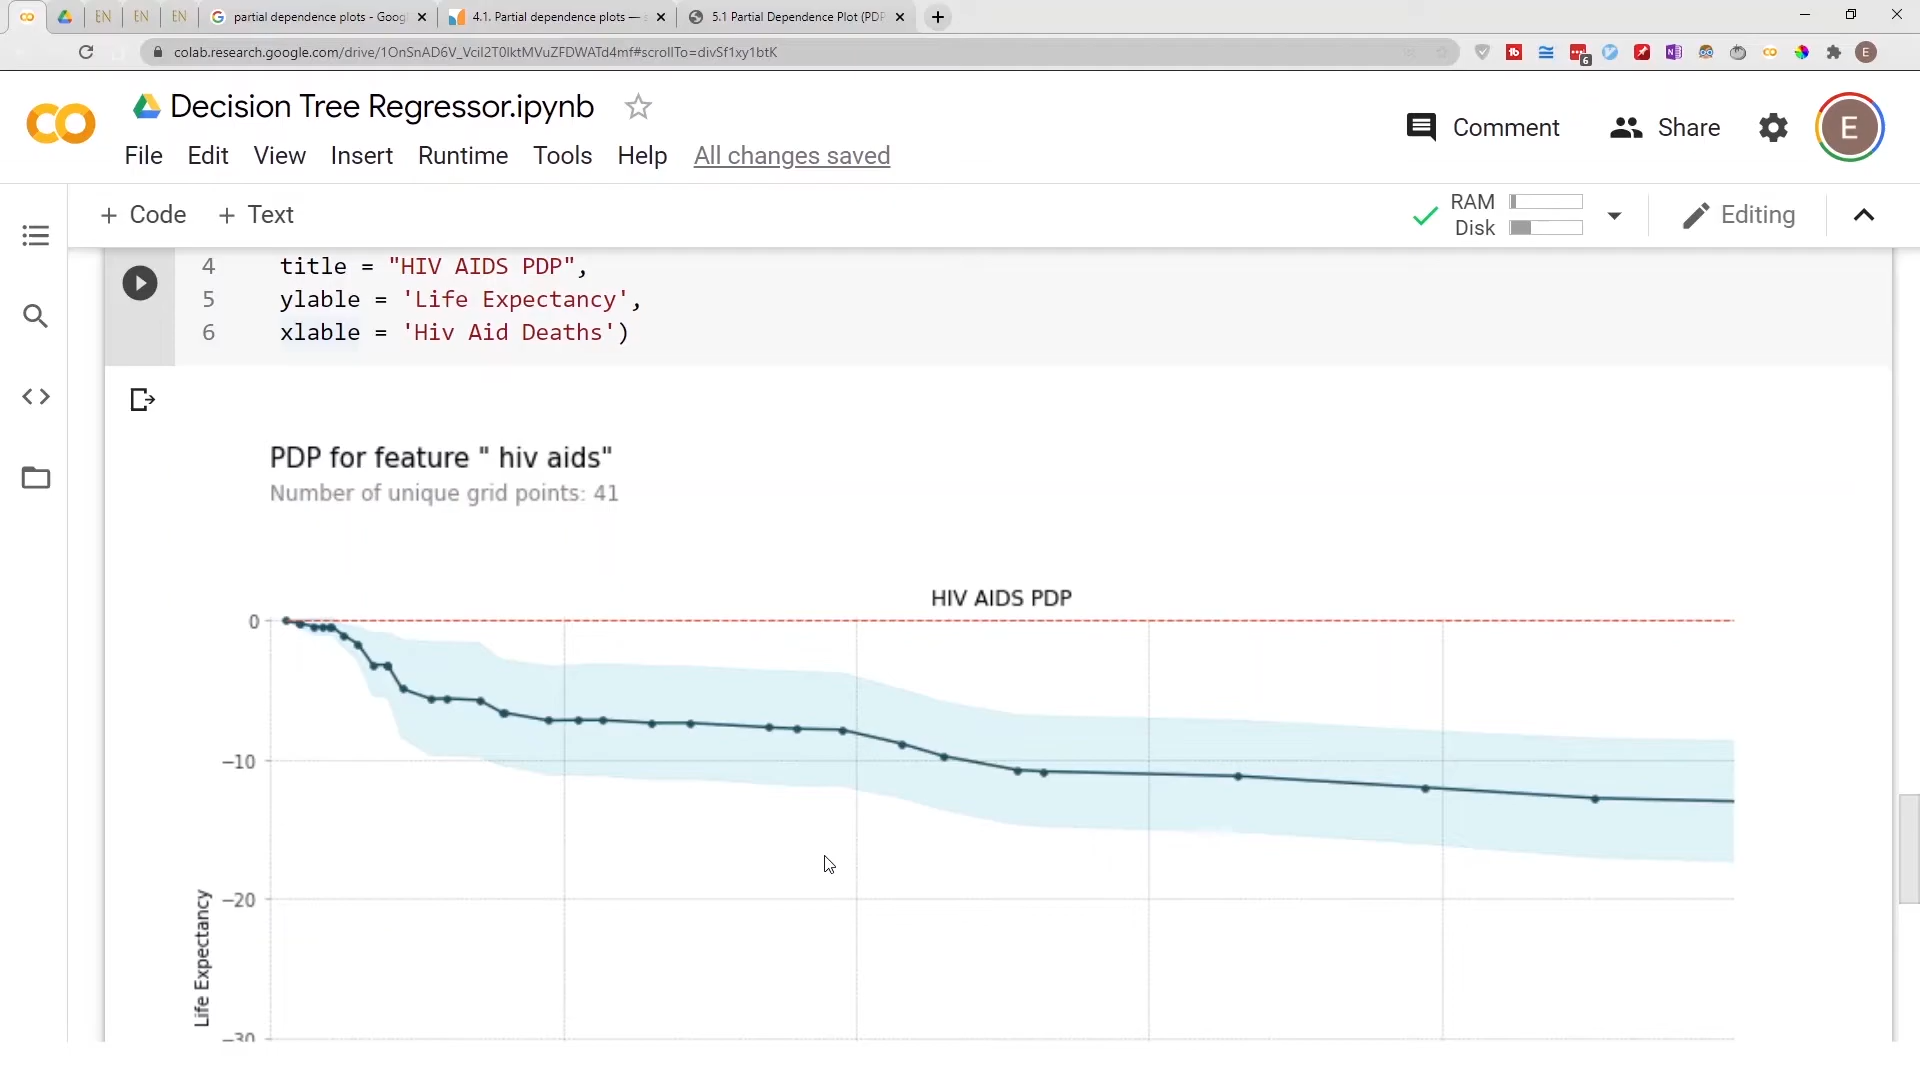 EN
EN
EN
partial dependence plots - Goog
4.1. Partial dependence plots — s
5.1 Partial Dependence Plot (PDP
colab.research.google.com/drive/1OnSnAD6V_Vcil2T0lktMVuZFDWATd4mf#scrollTo=divSf1xy1btK
6
E
CO
Decision Tree Regressor.ipynb
Comment
Share
E
File Edit View Insert Runtime Tools Help All changes saved
+ Code + Text
RAM
Disk
Editing
4 title = "HIV AIDS PDP",
5 ylable = 'Life Expectancy',
6 xlable = 'Hiv Aid Deaths')
PDP for feature " hiv aids"
Number of unique grid points: 41
HIV AIDS PDP
0
−10
−20
−30
Life Expectancy